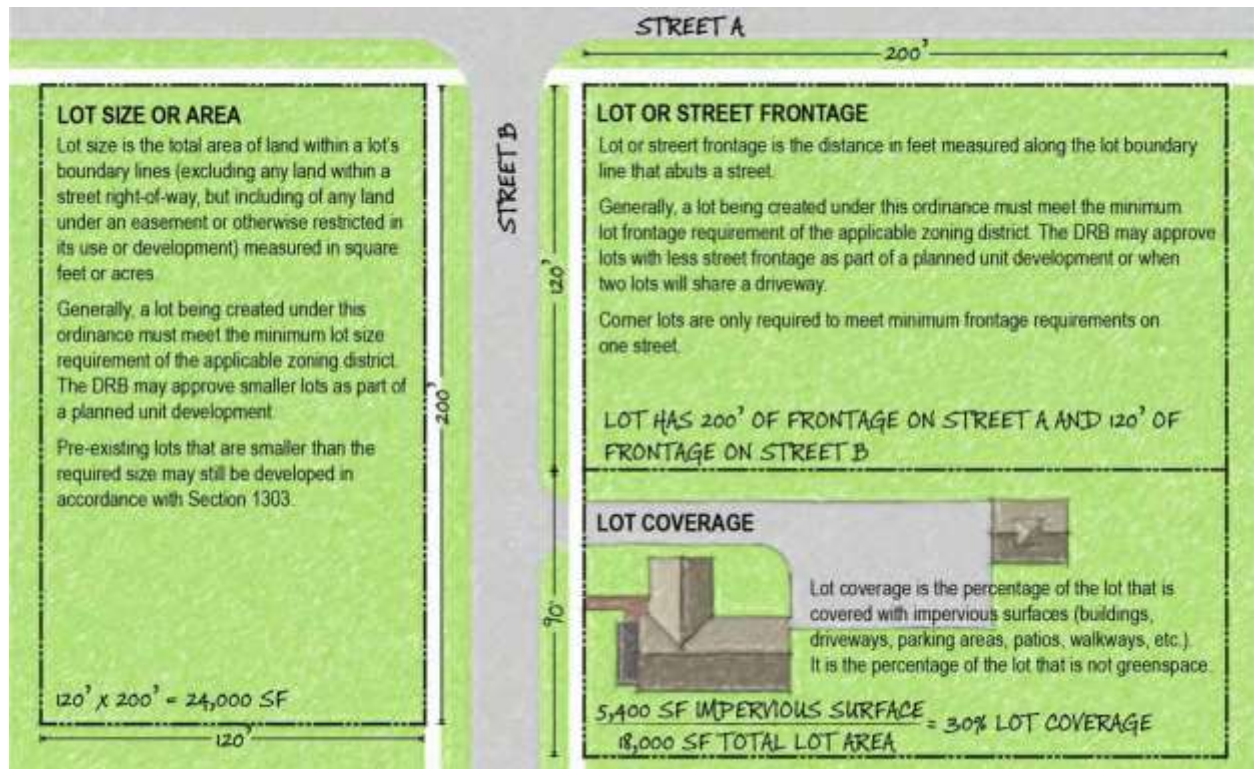 STREET A
200'
LOT SIZE OR AREA
Lot size is the total area of land within a lot's
boundary lines (excluding any land within a
street right-of-way, but including of any land
under an easement or otherwise restricted in
its use or development) measured in square
feet or acres
Generally, a lot being created under this
ordinance must meet the minimum lot size
requirement of the applicable zoning district.
The DRB may approve smaller lots as part of
a planned unit development
Pre-existing lots that are smaller than the
required size may still be developed in
accordance with Section 1303.
120' X 200' = 24,000 SF
120'
200'
STREET B
120'
90'
LOT OR STREET FRONTAGE
Lot or streert frontage is the distance in feet measured along the lot boundary
line that abuts a street.
Generally, a lot being created under this ordinance must meet the minimum
lot frontage requirement of the applicable zoning district. The DRB may approve
lots with less street frontage as part of a planned unit development or when
two lots will share a driveway.
Corner lots are only required to meet minimum frontage requirements on
one street.
LOT HAS 200' OF FRONTAGE ON STREET A AND 120' OF
FRONTAGE ON STREET B
LOT COVERAGE
Lot coverage is the percentage of the lot that is
covered with impervious surfaces (buildings,
driveways, parking areas, patios, walkways, etc.).
It is the percentage of the lot that is not greenspace.
5,400 SF IMPERVIOUS SURFACE
18,000 SF TOTAL LOT AREA
= 30% LOT COVERAGE